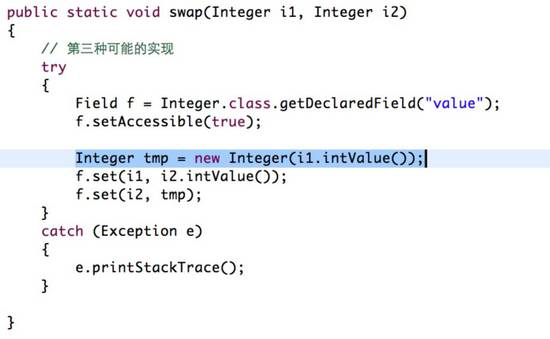 public static void swap(Integer i1, Integer i2)
{
    // 第三种可能的实现
    try
    {
        Field f = Integer.class.getDeclaredField("value");
        f.setAccessible(true);

        Integer tmp = new Integer(i1.intValue());
        f.set(i1, i2.intValue());
        f.set(i2, tmp);
    }
    catch (Exception e)
    {
        e.printStackTrace();
    }

}